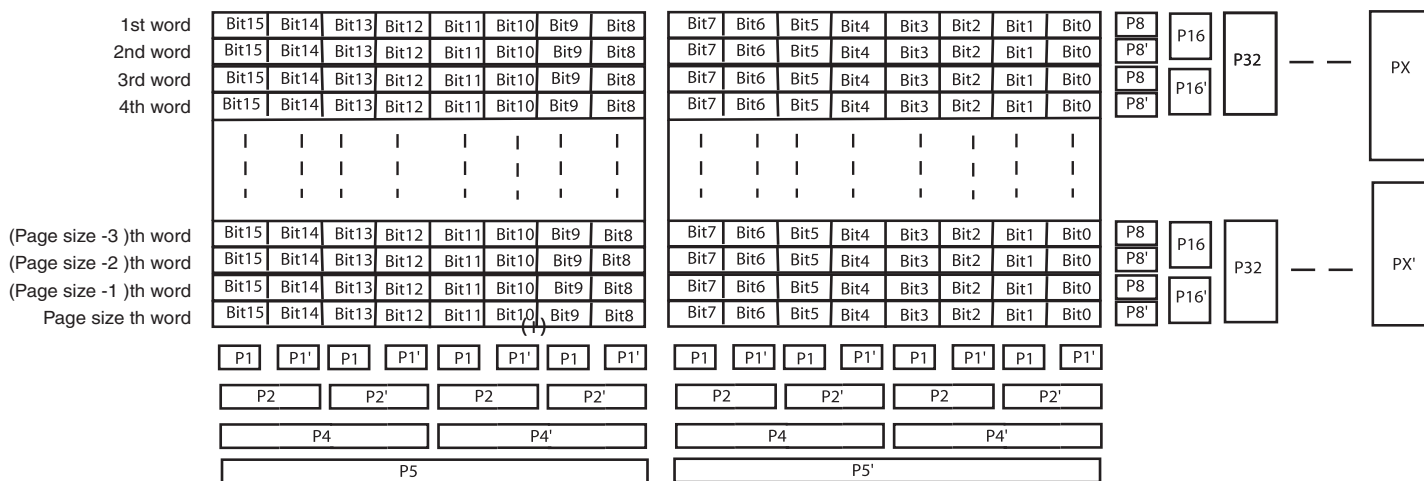 1st word Bit15 Bit14 Bit13 Bit12 Bit11 Bit10 Bit9 Bit8 Bit7 Bit6 Bit5 Bit4 Bit3 Bit2 Bit1 Bit0 P8 P16 P32 PX
2nd word Bit15 Bit14 Bit13 Bit12 Bit11 Bit10 Bit9 Bit8 Bit7 Bit6 Bit5 Bit4 Bit3 Bit2 Bit1 Bit0 P8'
3rd word Bit15 Bit14 Bit13 Bit12 Bit11 Bit10 Bit9 Bit8 Bit7 Bit6 Bit5 Bit4 Bit3 Bit2 Bit1 Bit0 P8 P16'
4th word Bit15 Bit14 Bit13 Bit12 Bit11 Bit10 Bit9 Bit8 Bit7 Bit6 Bit5 Bit4 Bit3 Bit2 Bit1 Bit0 P8'
(Page size -3 )th word Bit15 Bit14 Bit13 Bit12 Bit11 Bit10 Bit9 Bit8 Bit7 Bit6 Bit5 Bit4 Bit3 Bit2 Bit1 Bit0 P8 P16 P32 PX'
(Page size -2 )th word Bit15 Bit14 Bit13 Bit12 Bit11 Bit10 Bit9 Bit8 Bit7 Bit6 Bit5 Bit4 Bit3 Bit2 Bit1 Bit0 P8'
(Page size -1 )th word Bit15 Bit14 Bit13 Bit12 Bit11 Bit10 Bit9 Bit8 Bit7 Bit6 Bit5 Bit4 Bit3 Bit2 Bit1 Bit0 P8 P16'
Page size th word Bit15 Bit14 Bit13 Bit12 Bit11 Bit10 Bit9 Bit8 Bit7 Bit6 Bit5 Bit4 Bit3 Bit2 Bit1 Bit0 P8'
P1 P1' P1 P1' P1 P1' P1 P1' P1 P1' P1 P1' P1 P1' P1 P1'
P2 P2' P2 P2' P2 P2' P2 P2'
P4 P4' P4 P4'
P5 P5'